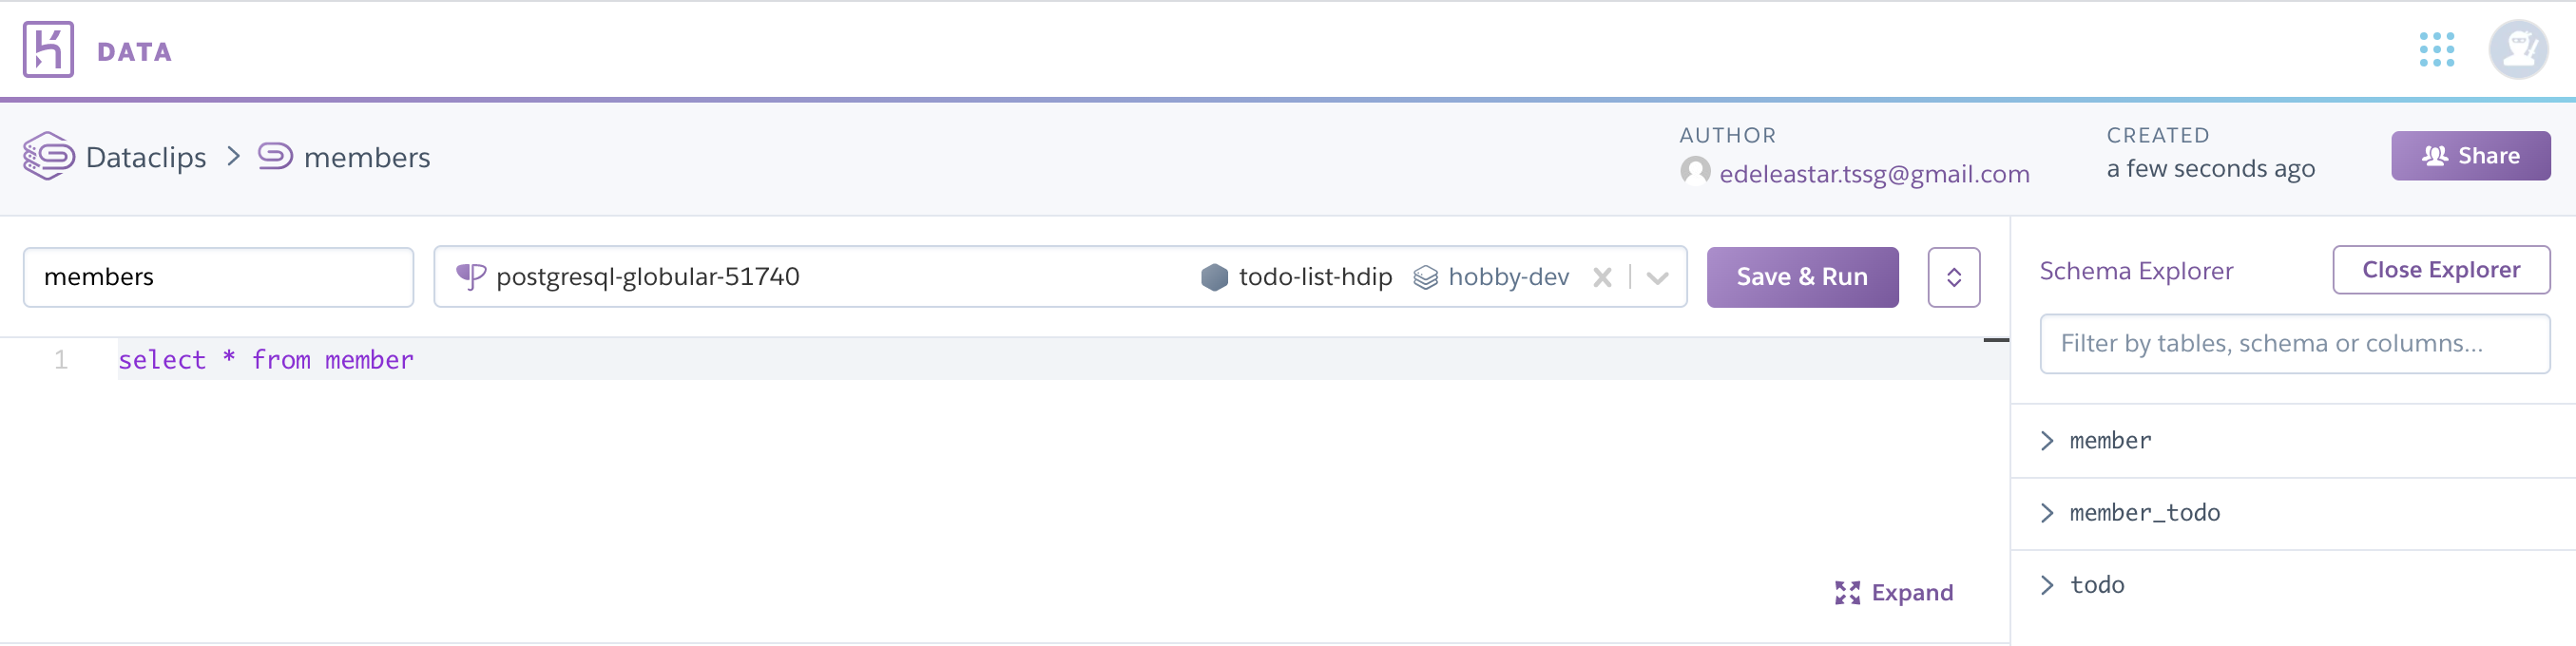 DATA
Dataclips > members
AUTHOR
edeleastar.tssg@gmail.com
CREATED
a few seconds ago
Share
members
postgresql-globular-51740
todo-list-hdip
hobby-dev
Save & Run
1 select * from member
Expand
Schema Explorer
Close Explorer
Filter by tables, schema or columns...
member
member_todo
todo